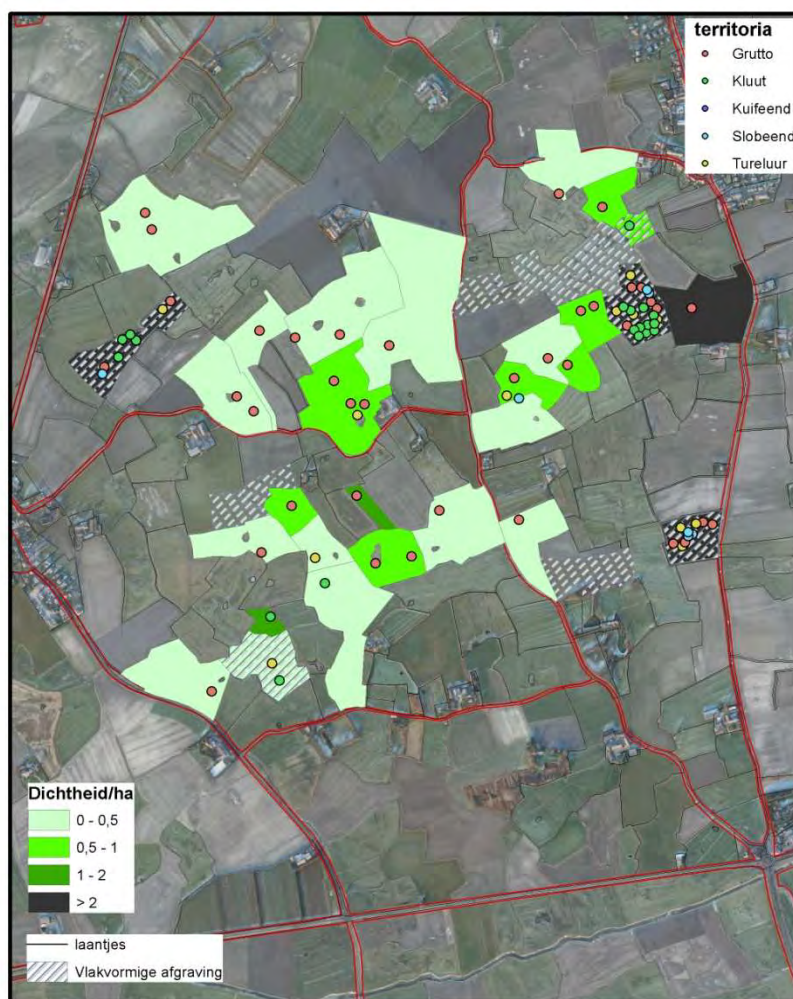 territoria
Grutto
Kluut
Kuifeend
Slobeend
Tureluur
Dichtheid/ha
0 - 0,5
0,5 - 1
1 - 2
> 2
laantjes
Vlakvormige afgraving